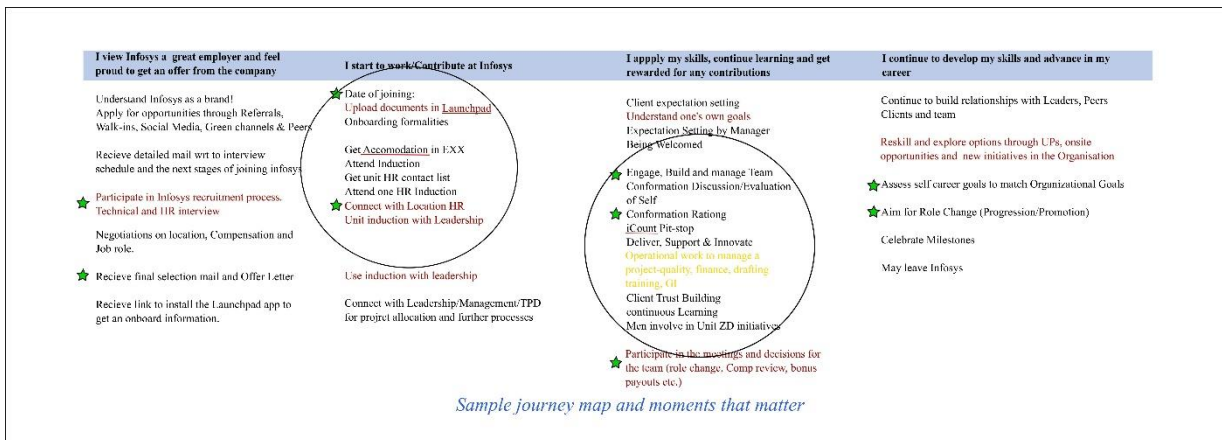 I view Infosys a great employer and feel
proud to get an offer from the company
Understand Infosys as a brand!
Apply for opportunities through Referrals,
Walk-ins, Social Media, Green channels & Peers
Recieve detailed mail wrt to interview
schedule and the next stages of joining infosys
Participate in Infosys recruitment process.
Technical and HR interview
Negotiations on location, Compensation and
Job role.
Recieve final selection mail and Offer Letter
Recieve link to install the Launchpad app to
get an onboard information.
I start to work/Contribute at Infosys
Date of joining:
Upload documents in Launchpad
Onboarding formalities
Get Accomodation in EXX
Attend Induction
Get unit HR contact list
Attend one HR Induction
Connect with Location HR
Unit induction with Leadership
Use induction with leadership
Connect with Leadership/Management/TPD
for projret allocation and further processes
I appply my skills, continue learning and get
rewarded for any contributions
Client expectation setting
Understand one's own goals
Expectation Setting by Manager
Being Welcomed
Engage, Build and manage Team
Conformation Discussion/Evaluation
of Self
Conformation Rationg
iCount Pit-stop
Deliver, Support & Innovate
Operational work to manage a
project-quality, finance, drafting
training, GI
Client Trust Building
continuous Learning
Men involve in Unit ZD initiatives
Participate in the meetings and decisions for
the team (role change. Comp review, bonus
payouts etc.)
I continue to develop my skills and advance in my
career
Continue to build relationships with Leaders, Peers
Clients and team
Reskill and explore options through UPs, onsite
opportunities and new initiatives in the Organisation
Assess self career goals to match Organizational Goals
Aim for Role Change (Progression/Promotion)
Celebrate Milestones
May leave Infosys
Sample journey map and moments that matter